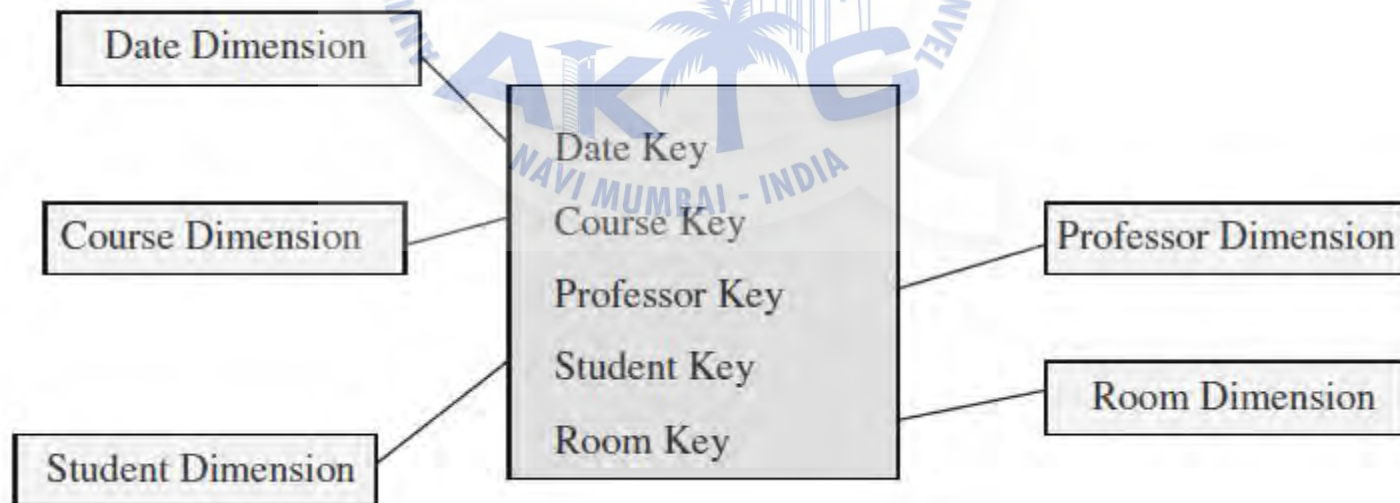 Date Dimension
Course Dimension
Student Dimension
Date Key
Course Key
Professor Key
Student Key
Room Key
Professor Dimension
Room Dimension
AKTC
NAVI MUMBAI - INDIA